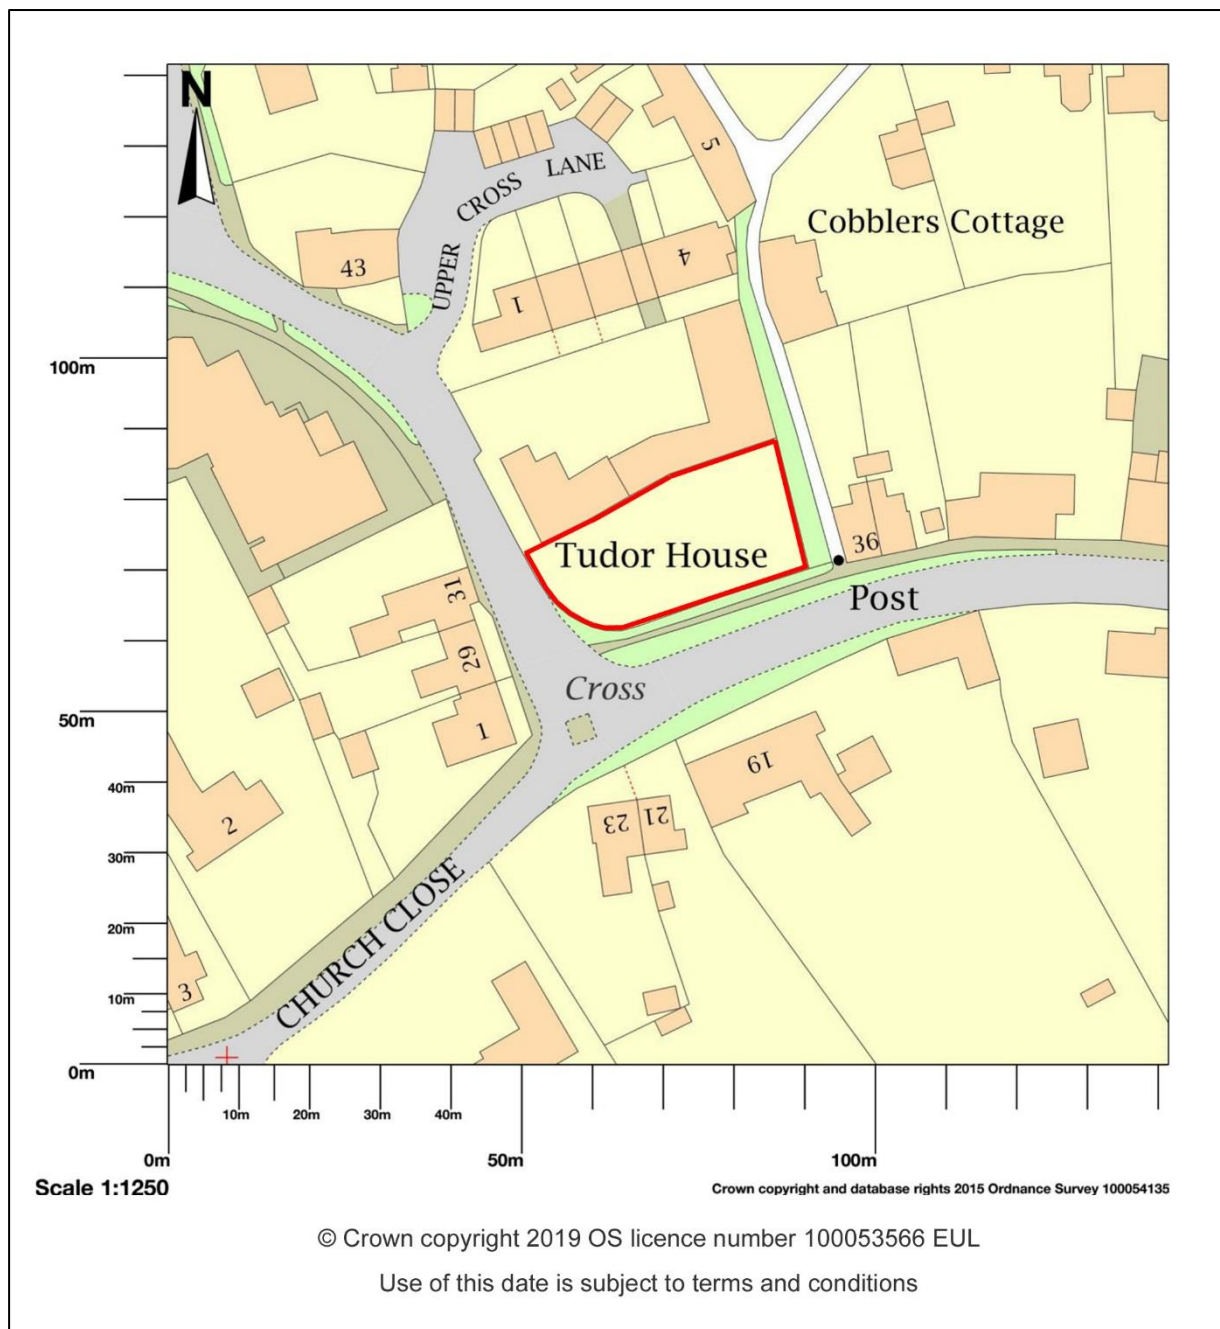 N
5
CROSS LANE
Cobblers Cottage
UPPER
43
4
1
100m
Tudor House
36
Post
31
29
Cross
50m
1
19
40m
2
23
21
30m
CHURCH CLOSE
20m
3
10m
0m
10m
20m
30m
40m
0m
50m
100m
Scale 1:1250
Crown copyright and database rights 2015 Ordnance Survey 100054135
© Crown copyright 2019 OS licence number 100053566 EUL
Use of this date is subject to terms and conditions